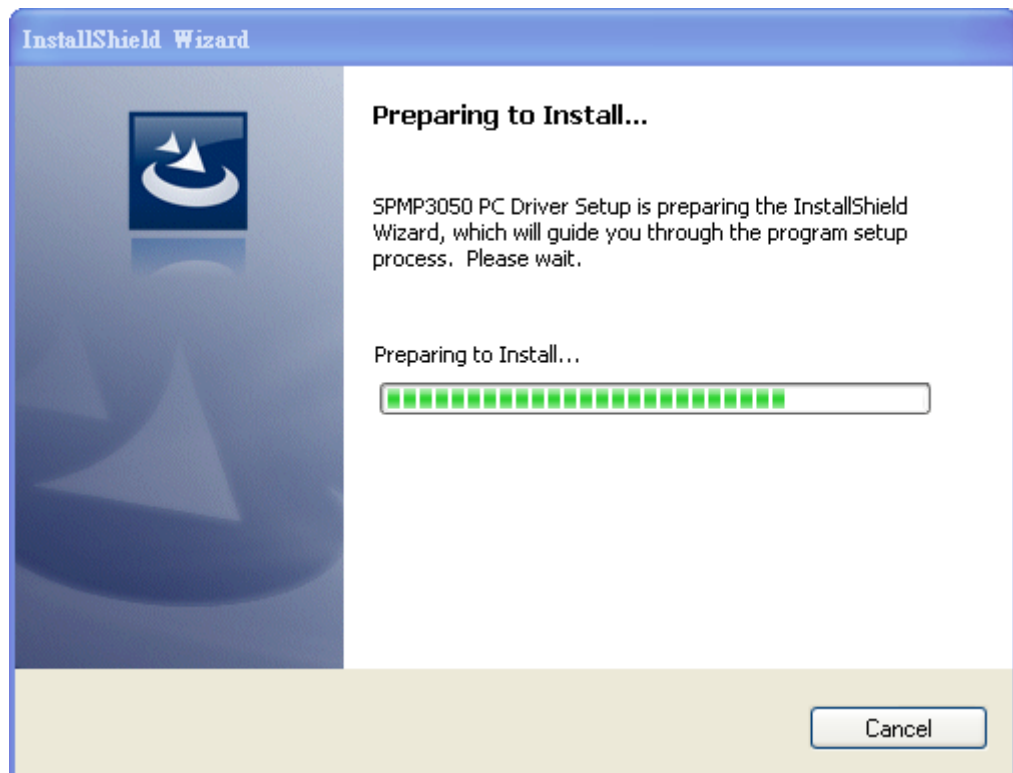 InstallShield Wizard
Preparing to Install...
SPMP3050 PC Driver Setup is preparing the InstallShield
Wizard, which will guide you through the program setup
process.  Please wait.
Preparing to Install...
Cancel